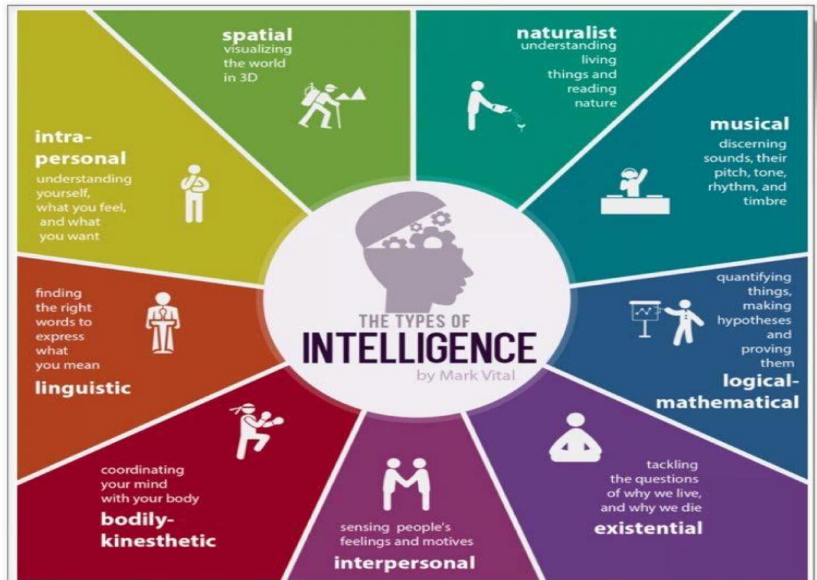 spatial
visualizing
the world
in 3D
naturalist
understanding
living
things and
reading
nature
musical
discerning
sounds, their
pitch, tone,
rhythm, and
timbre
quantifying
things,
making
hypotheses
and
proving
them
logical-
mathematical
tackling
the questions
of why we live,
and why we die
existential
sensing people's
feelings and motives
interpersonal
coordinating
your mind
with your body
bodily-
kinesthetic
finding
the right
words to
express
what
you mean
linguistic
intra-
personal
understanding
yourself,
what you feel,
and what
you want
THE TYPES OF
INTELLIGENCE
by Mark Vital